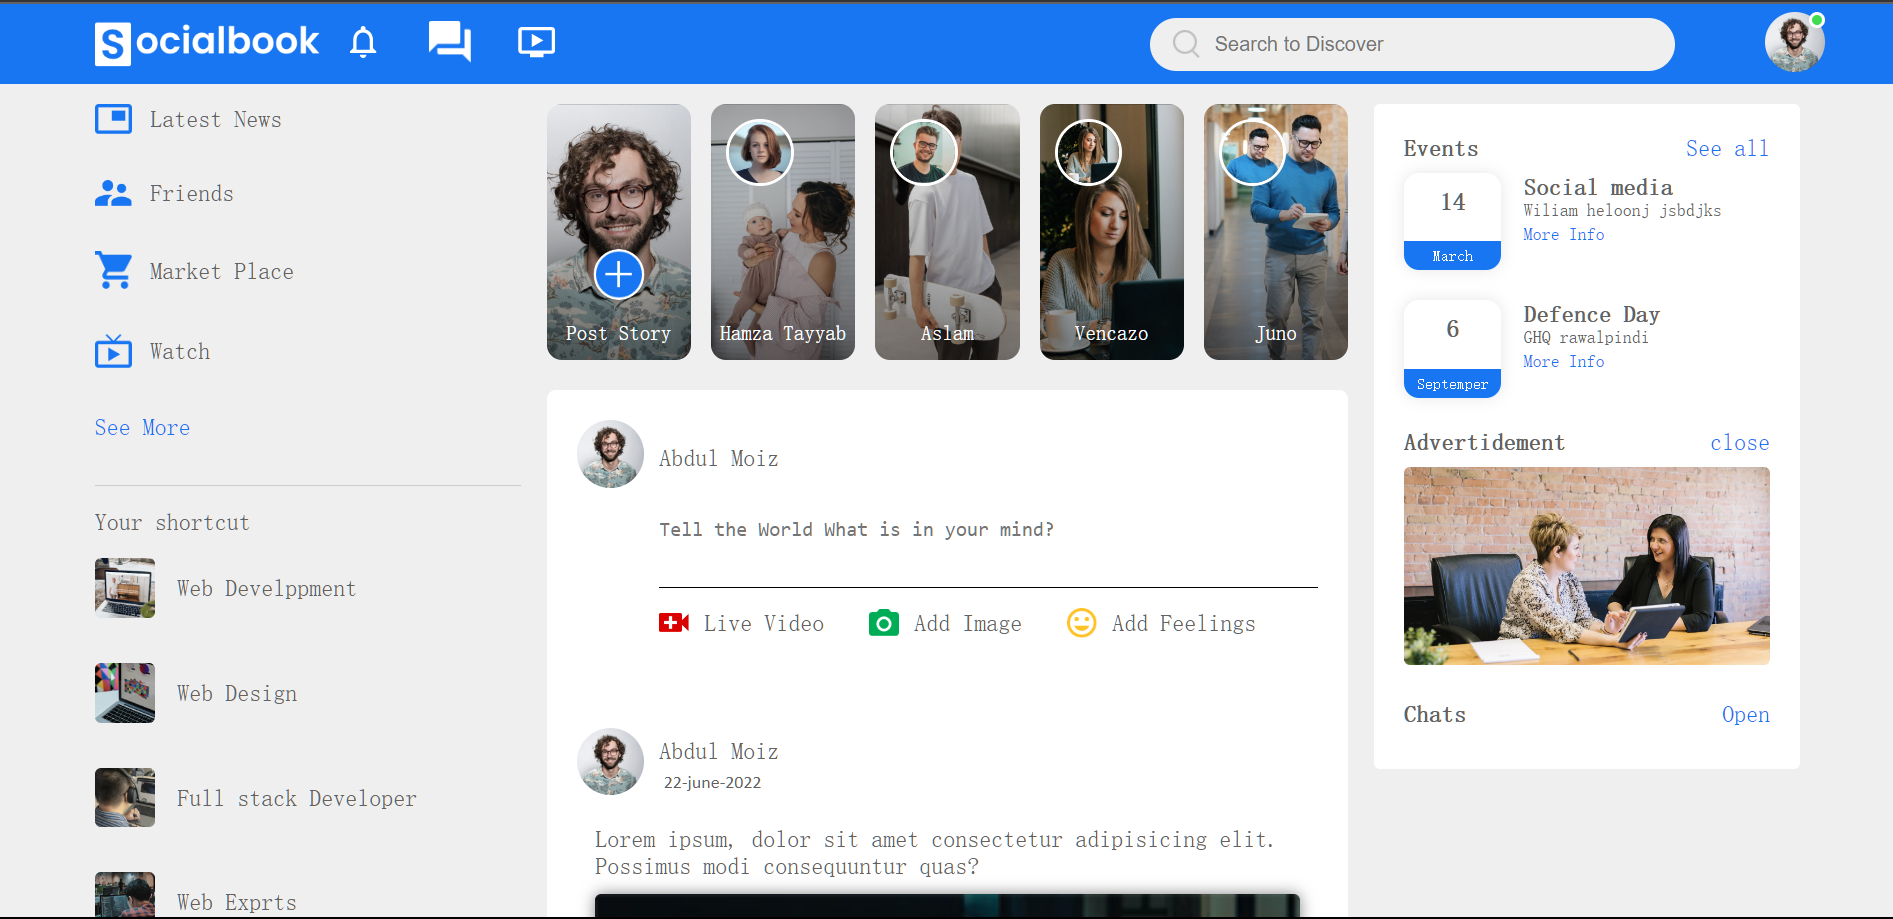 Socialbook
Search to Discover
Latest News
Friends
Market Place
Watch
See More
Your shortcut
Web Develppment
Web Design
Full stack Developer
Web Exprts
Post Story
Hamza Tayyab
Aslam
Vencazo
Juno
Abdul Moiz
Tell the World What is in your mind?
Live Video
Add Image
Add Feelings
Abdul Moiz
22-june-2022
Lorem ipsum, dolor sit amet consectetur adipisicing elit.
Possimus modi consequuntur quas?
Events
See all
14
March
Social media
Wiliam heloonj jsbdjks
More Info
6
Septemper
Defence Day
GHQ rawalpindi
More Info
Advertidement
close
Chats
Open